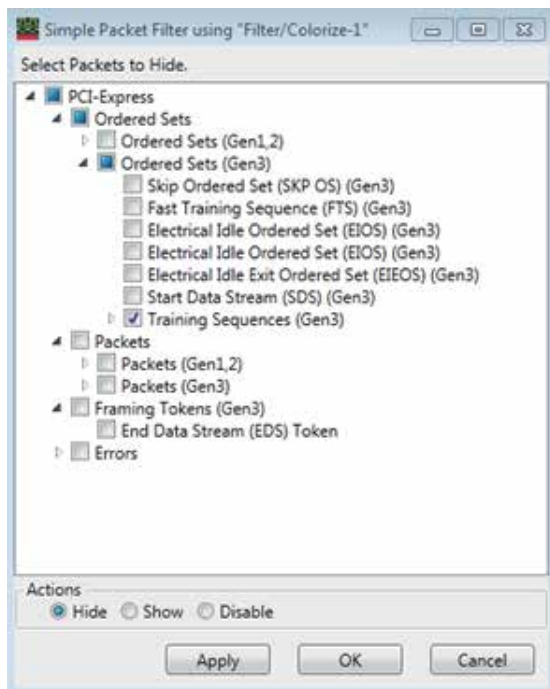 Simple Packet Filter using "Filter/Colorize-1"
Select Packets to Hide.
PCI-Express
Ordered Sets
Ordered Sets (Gen1,2)
Ordered Sets (Gen3)
Skip Ordered Set (SKP OS) (Gen3)
Fast Training Sequence (FTS) (Gen3)
Electrical Idle Ordered Set (EIOS) (Gen3)
Electrical Idle Ordered Set (EIOS) (Gen3)
Electrical Idle Exit Ordered Set (EIEOS) (Gen3)
Start Data Stream (SDS) (Gen3)
Training Sequences (Gen3)
Packets
Packets (Gen1,2)
Packets (Gen3)
Framing Tokens (Gen3)
End Data Stream (EDS) Token
Errors
Actions
Hide Show Disable
Apply OK Cancel